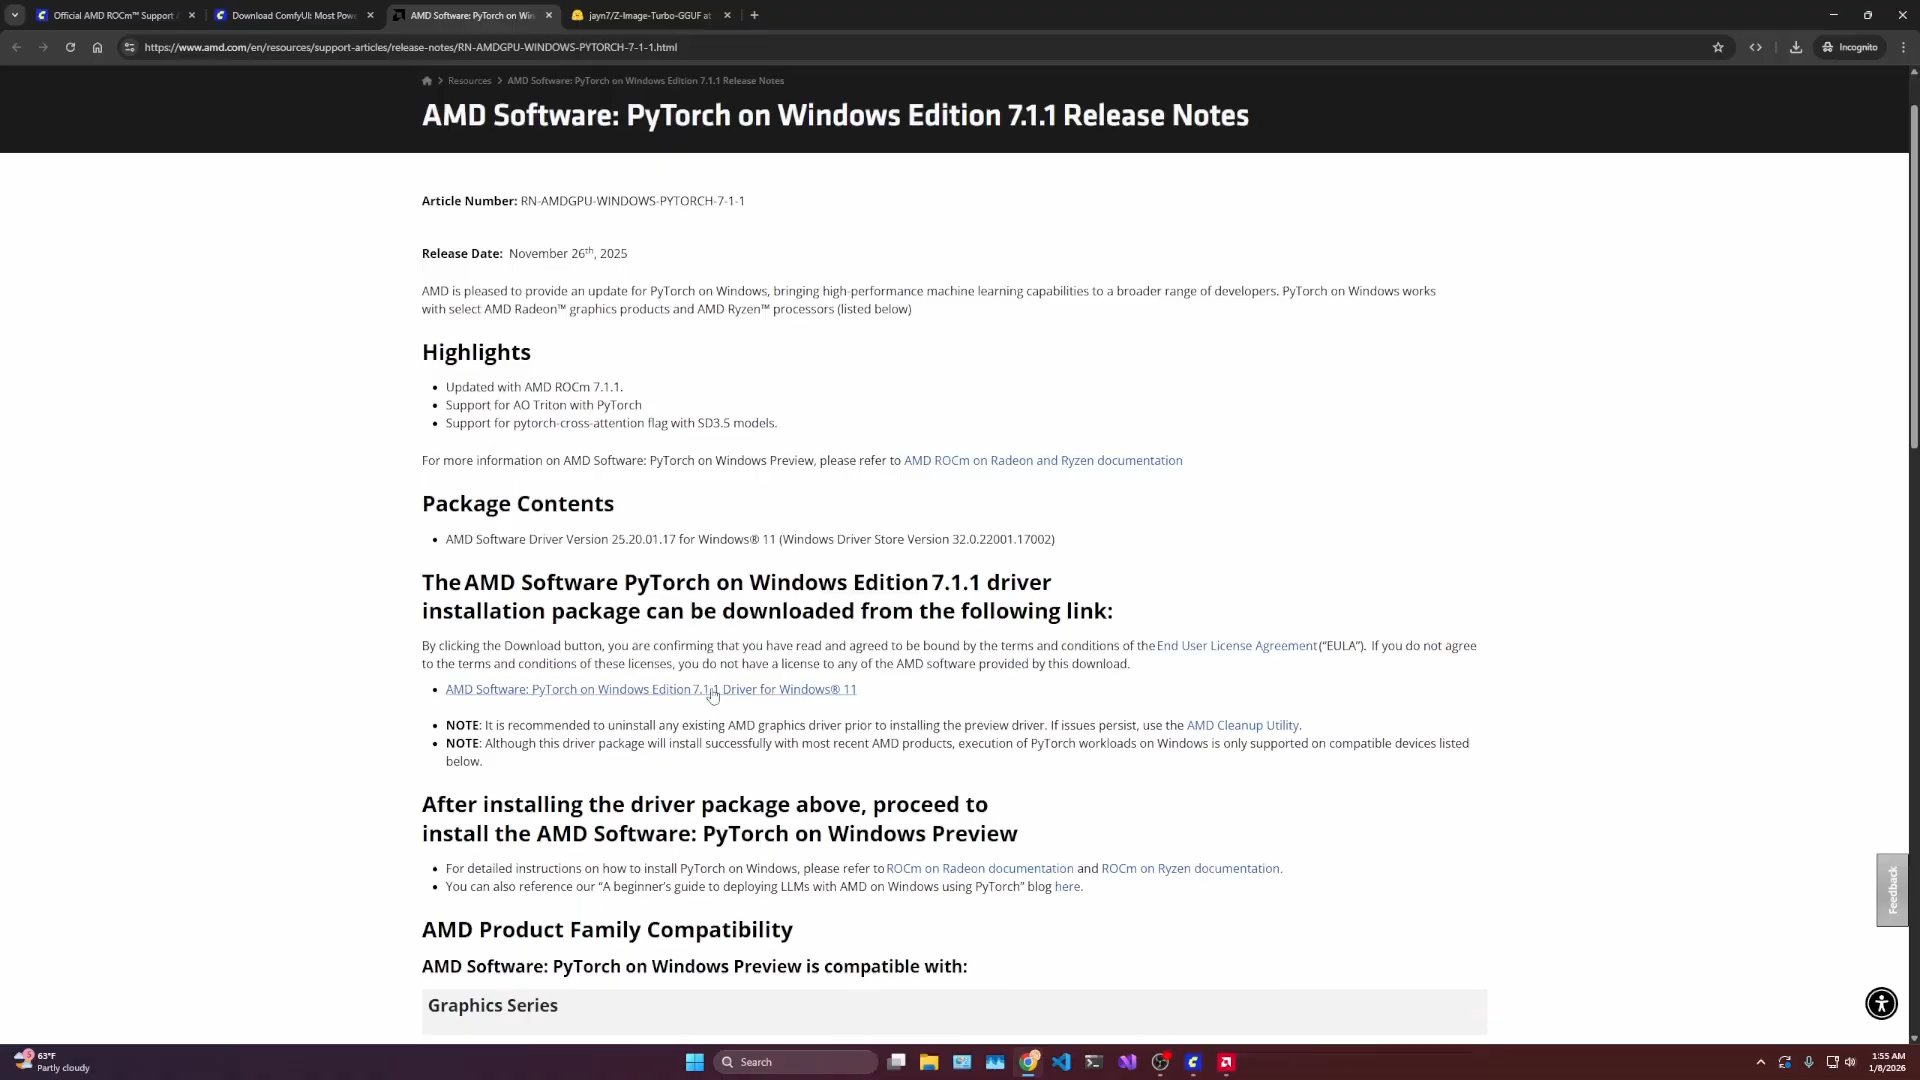 Official AMD ROCm™ Support
Download ComfyUI: Most Pow
AMD Software: PyTorch on Win
jayn7/Z-Image-Turbo-GGUF at
https://www.amd.com/en/resources/support-articles/release-notes/RN-AMDGPU-WINDOWS-PYTORCH-7-1-1.html
Incognito
Resources
AMD Software: PyTorch on Windows Edition 7.1.1 Release Notes
AMD Software: PyTorch on Windows Edition 7.1.1 Release Notes
Article Number: RN-AMDGPU-WINDOWS-PYTORCH-7-1-1
Release Date: November 26th, 2025
AMD is pleased to provide an update for PyTorch on Windows, bringing high-performance machine learning capabilities to a broader range of developers. PyTorch on Windows works
with select AMD Radeon™ graphics products and AMD Ryzen™ processors (listed below)
Highlights
Updated with AMD ROCm 7.1.1.
Support for AO Triton with PyTorch
Support for pytorch-cross-attention flag with SD3.5 models.
For more information on AMD Software: PyTorch on Windows Preview, please refer to AMD ROCm on Radeon and Ryzen documentation
Package Contents
AMD Software Driver Version 25.20.01.17 for Windows® 11 (Windows Driver Store Version 32.0.22001.17002)
The AMD Software PyTorch on Windows Edition 7.1.1 driver
installation package can be downloaded from the following link:
By clicking the Download button, you are confirming that you have read and agreed to be bound by the terms and conditions of the End User License Agreement (“EULA”). If you do not agree
to the terms and conditions of these licenses, you do not have a license to any of the AMD software provided by this download.
AMD Software: PyTorch on Windows Edition 7.1.1 Driver for Windows® 11
NOTE: It is recommended to uninstall any existing AMD graphics driver prior to installing the preview driver. If issues persist, use the AMD Cleanup Utility.
NOTE: Although this driver package will install successfully with most recent AMD products, execution of PyTorch workloads on Windows is only supported on compatible devices listed
below.
After installing the driver package above, proceed to
install the AMD Software: PyTorch on Windows Preview
For detailed instructions on how to install PyTorch on Windows, please refer to ROCm on Radeon documentation and ROCm on Ryzen documentation.
You can also reference our “A beginner’s guide to deploying LLMs with AMD on Windows using PyTorch” blog here.
Feedback
AMD Product Family Compatibility
AMD Software: PyTorch on Windows Preview is compatible with:
Graphics Series
63°F
Partly cloudy
Search
1:55 AM
1/8/2026